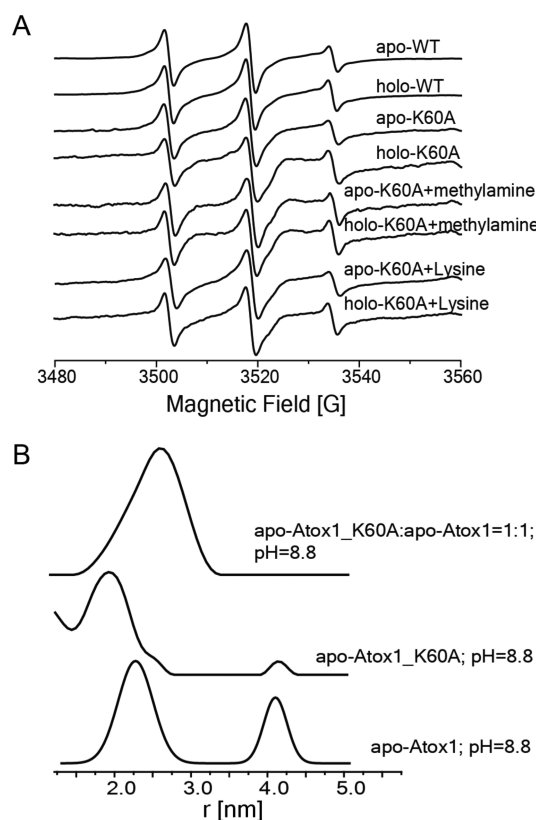 A
apo-WT
holo-WT
apo-K60A
holo-K60A
apo-K60A+methylamine
holo-K60A+methylamine
apo-K60A+Lysine
holo-K60A+Lysine
3480 3500 3520 3540 3560
Magnetic Field [G]
B
apo-Atox1_K60A:apo-Atox1=1:1;
pH=8.8
apo-Atox1_K60A; pH=8.8
apo-Atox1; pH=8.8
2.0 3.0 4.0 5.0
r [nm]